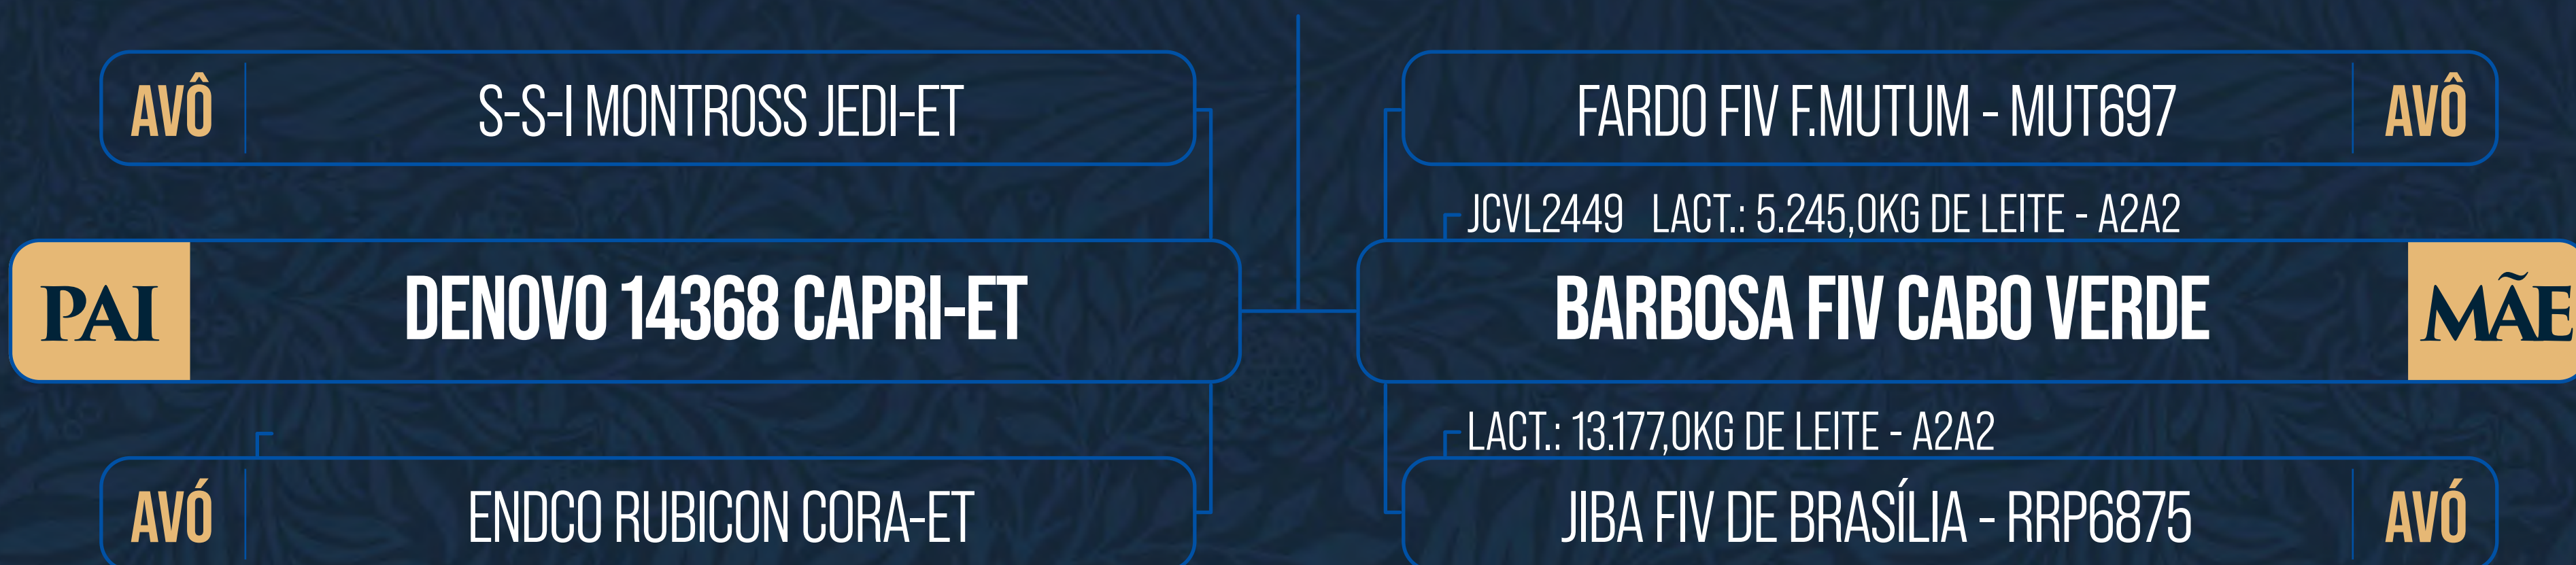 AVÔ S-S-I MONTROSS JEDI-ET
FARDO FIV F.MUTUM - MUT697 AVÔ
JCVL2449 LACT.: 5.245,0KG DE LEITE - A2A2
PAI DENOVO 14368 CAPRI-ET
BARBOSA FIV CABO VERDE MÃE
LACT.: 13.177,0KG DE LEITE - A2A2
AVÓ ENDCO RUBICON CORA-ET
JIBA FIV DE BRASÍLIA - RRP6875 AVÓ